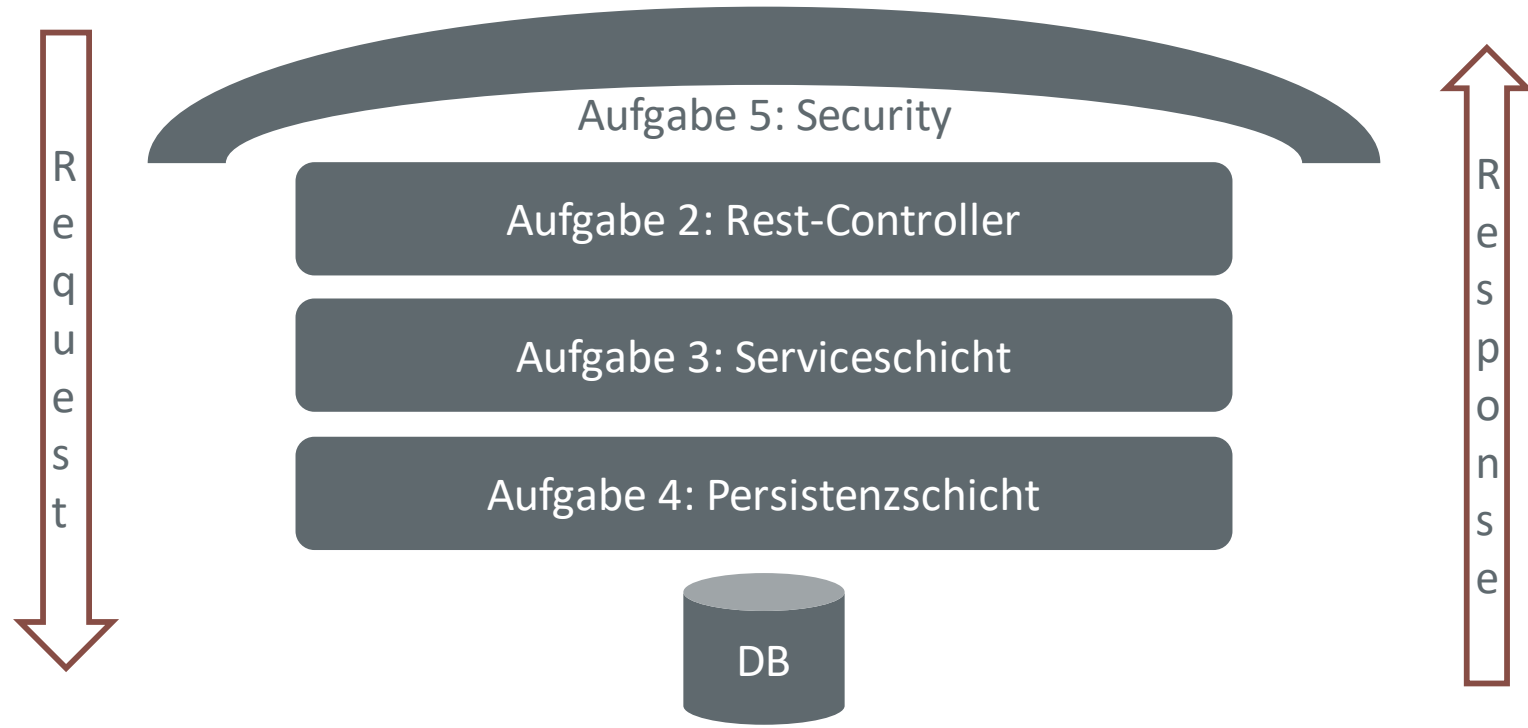 Request
Aufgabe 5: Security
Aufgabe 2: Rest-Controller
Aufgabe 3: Serviceschicht
Aufgabe 4: Persistenzschicht
DB
Response